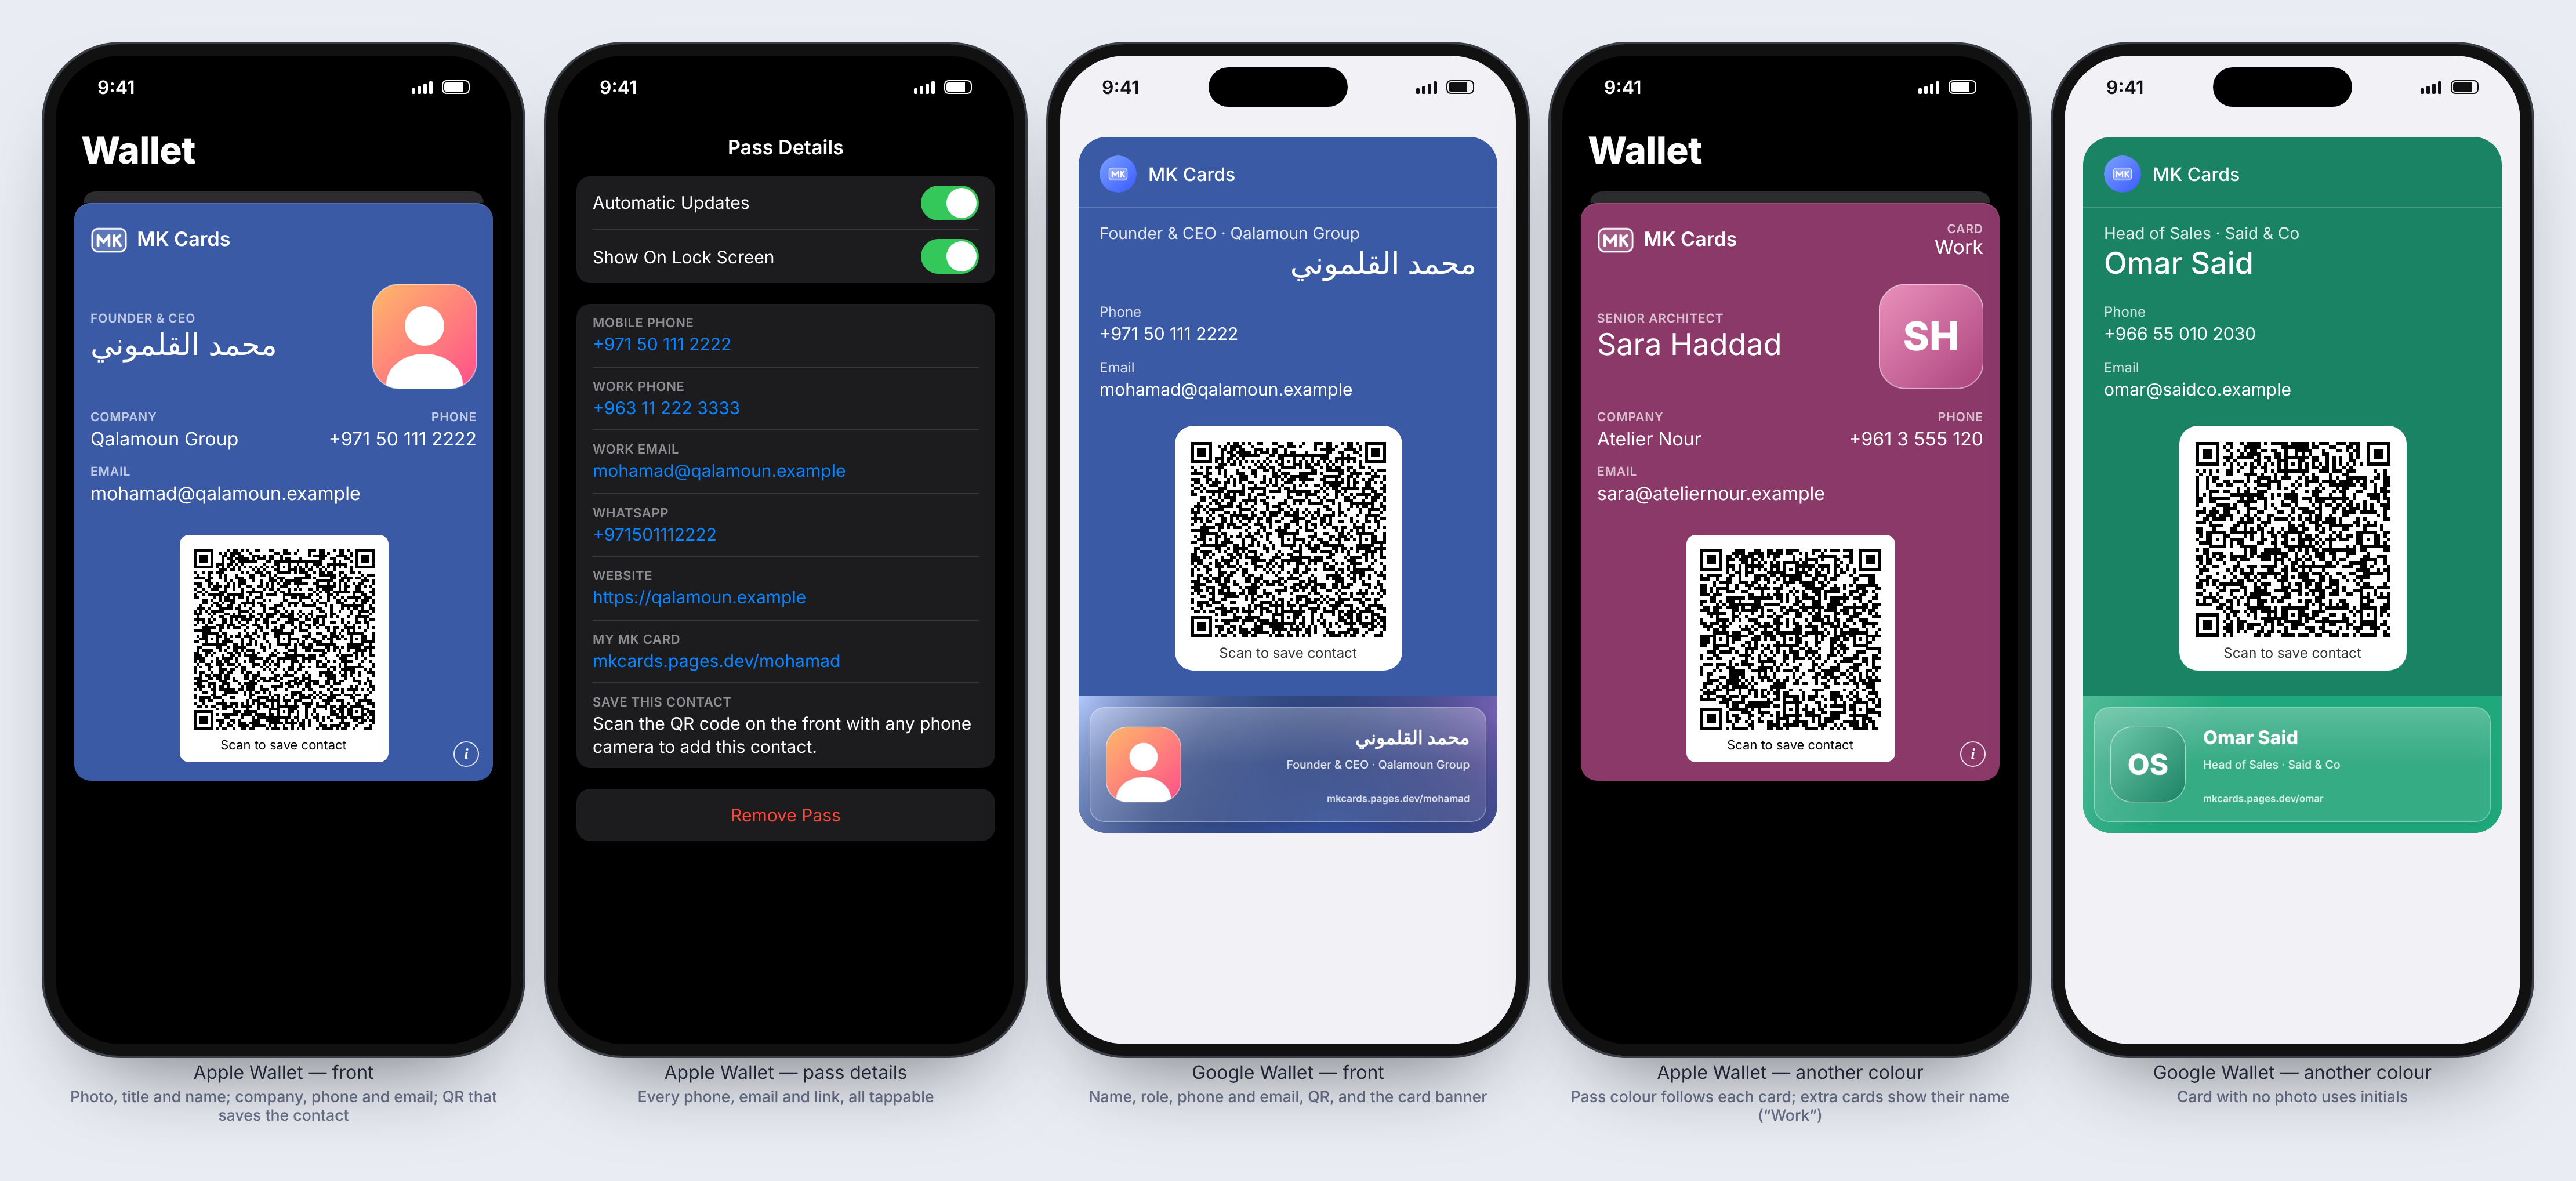 9:41
Wallet
MK MK Cards
FOUNDER & CEO
محمد القلموني
COMPANY
Qalamoun Group
PHONE
+971 50 111 2222
EMAIL
mohamad@qalamoun.example
Scan to save contact
i
Apple Wallet — front
Photo, title and name; company, phone and email; QR that
saves the contact
9:41
Pass Details
Automatic Updates
Show On Lock Screen
MOBILE PHONE
+971 50 111 2222
WORK PHONE
+963 11 222 3333
WORK EMAIL
mohamad@qalamoun.example
WHATSAPP
+971501112222
WEBSITE
https://qalamoun.example
MY MK CARD
mkcards.pages.dev/mohamad
SAVE THIS CONTACT
Scan the QR code on the front with any phone
camera to add this contact.
Remove Pass
Apple Wallet — pass details
Every phone, email and link, all tappable
9:41
MK MK Cards
Founder & CEO · Qalamoun Group
محمد القلموني
Phone
+971 50 111 2222
Email
mohamad@qalamoun.example
Scan to save contact
محمد القلموني
Founder & CEO · Qalamoun Group
mkcards.pages.dev/mohamad
Google Wallet — front
Name, role, phone and email, QR, and the card banner
9:41
Wallet
MK MK Cards
CARD
Work
SENIOR ARCHITECT
Sara Haddad
SH
COMPANY
Atelier Nour
PHONE
+961 3 555 120
EMAIL
sara@ateliernour.example
Scan to save contact
i
Apple Wallet — another colour
Pass colour follows each card; extra cards show their name
(“Work”)
9:41
MK MK Cards
Head of Sales · Said & Co
Omar Said
Phone
+966 55 010 2030
Email
omar@saidco.example
Scan to save contact
OS
Omar Said
Head of Sales · Said & Co
mkcards.pages.dev/omar
Google Wallet — another colour
Card with no photo uses initials